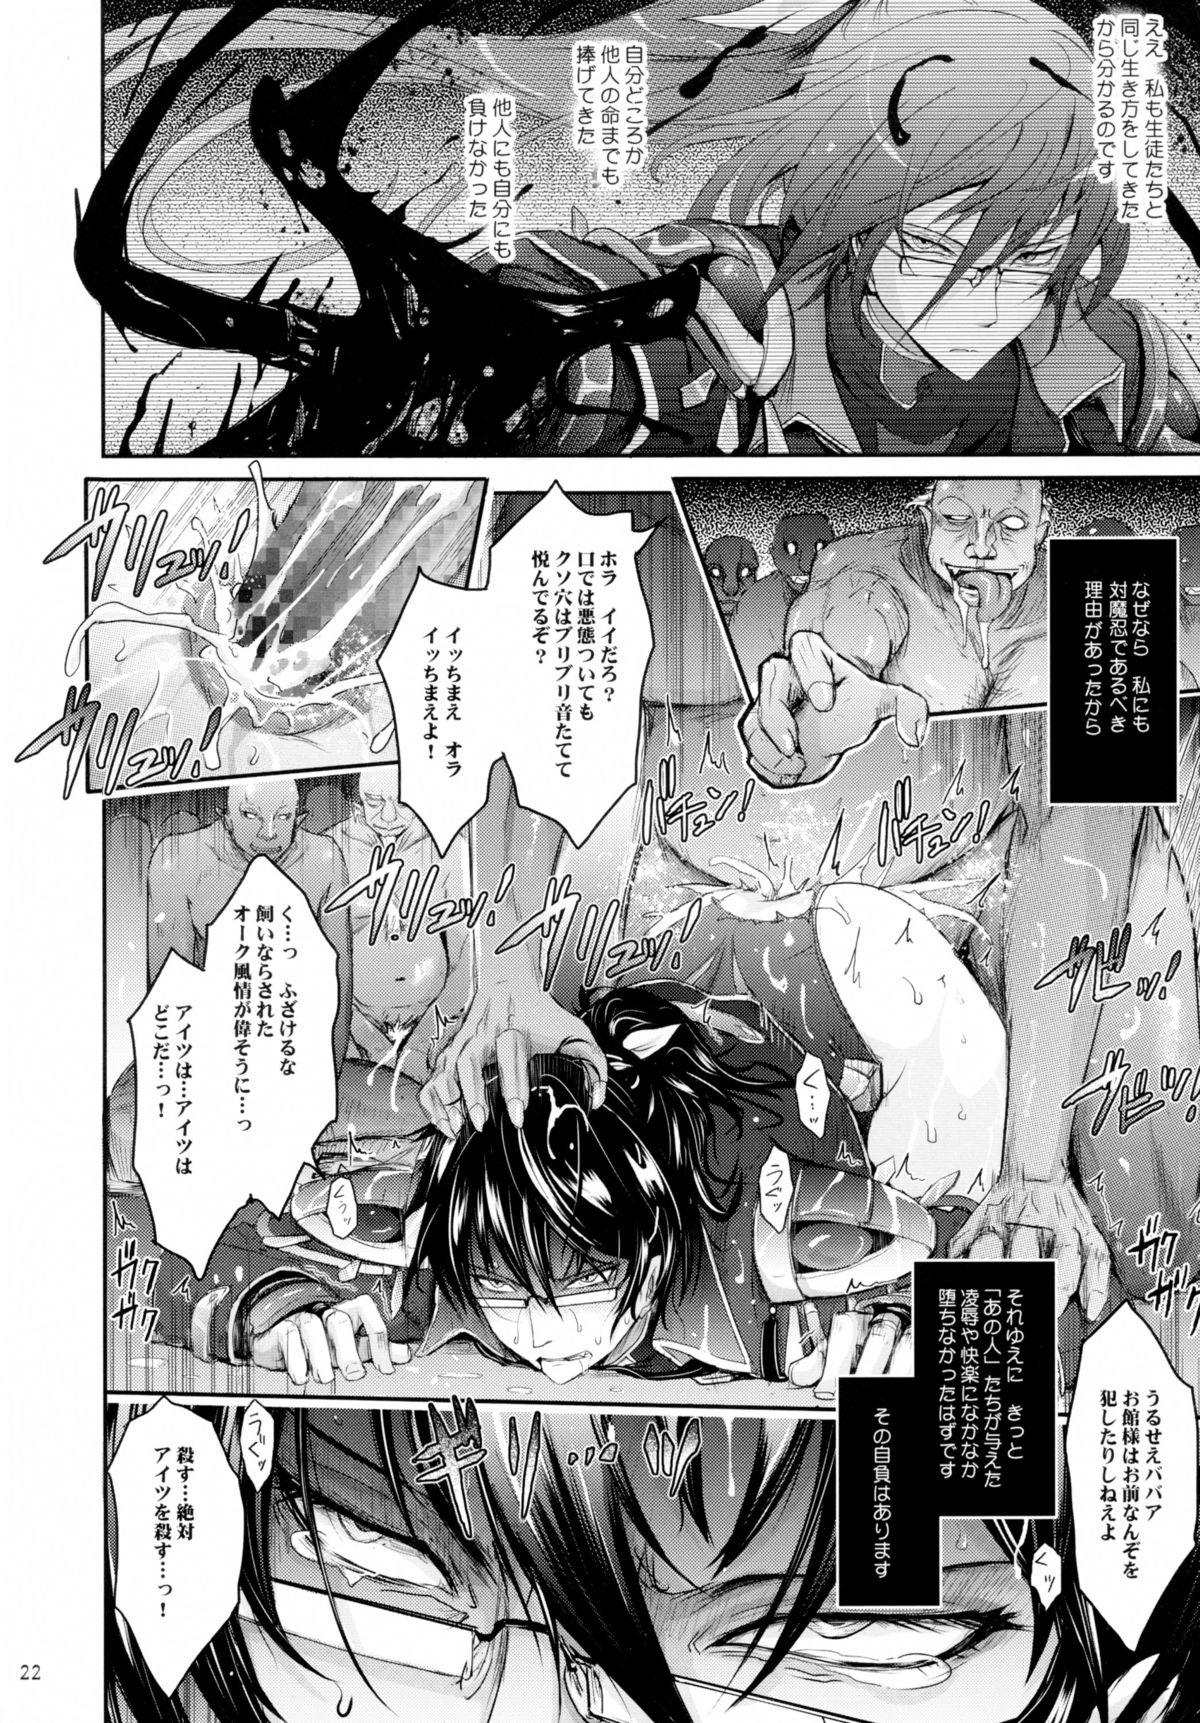 ええ 私も生徒たちと
同じ生き方をしてきた
から分かるのです
自分どころか
他人の命までも
捧げてきた
他人にも自分にも
負けなかった
なぜなら 私にも
対魔忍であるべき
理由があったから
ホラ イイだろ?
口では悪態ついても
クソ穴はブリブリ音たてて
悦んでるぞ?
イッちまえ オラ
イッちまえよ!
ザリュッ!
ザリュッ!
バチュン!
バチュン!
ザリュッ!
く…っ ふざけるな
飼いならされた
オーク風情が偉そうに…っ
アイツは…アイツは
どこだ…っ!
く…ッ
うぐッ
くぅッ
ガクガク
ガクガク
それゆえに きっと
「あの人」たちが与えた
凌辱や快楽になかなか
堕ちなかったはずです
その自負はあります
うるせえババア
お館様はお前なんぞを
犯したりしねえよ
うぐぅッ
くぅッ
殺す…絶対
アイツを殺す…っ!
22